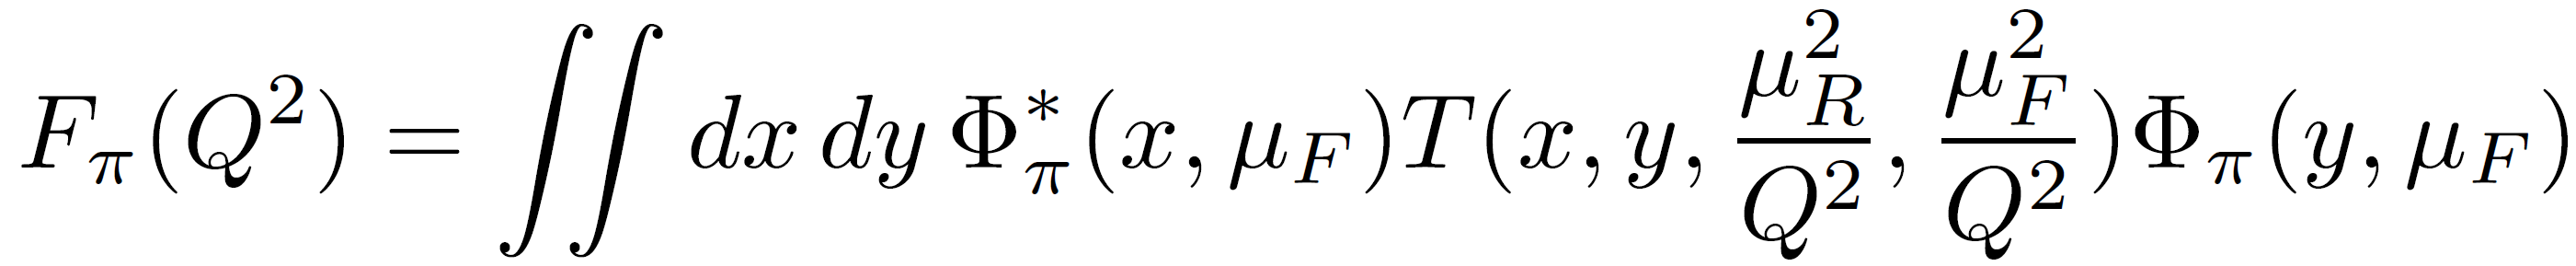 $F_\pi(Q^2) = \iint dx\, dy\, \Phi_\pi^*(x, \mu_F) T(x, y, \frac{\mu_R^2}{Q^2}, \frac{\mu_F^2}{Q^2}) \Phi_\pi(y, \mu_F)$